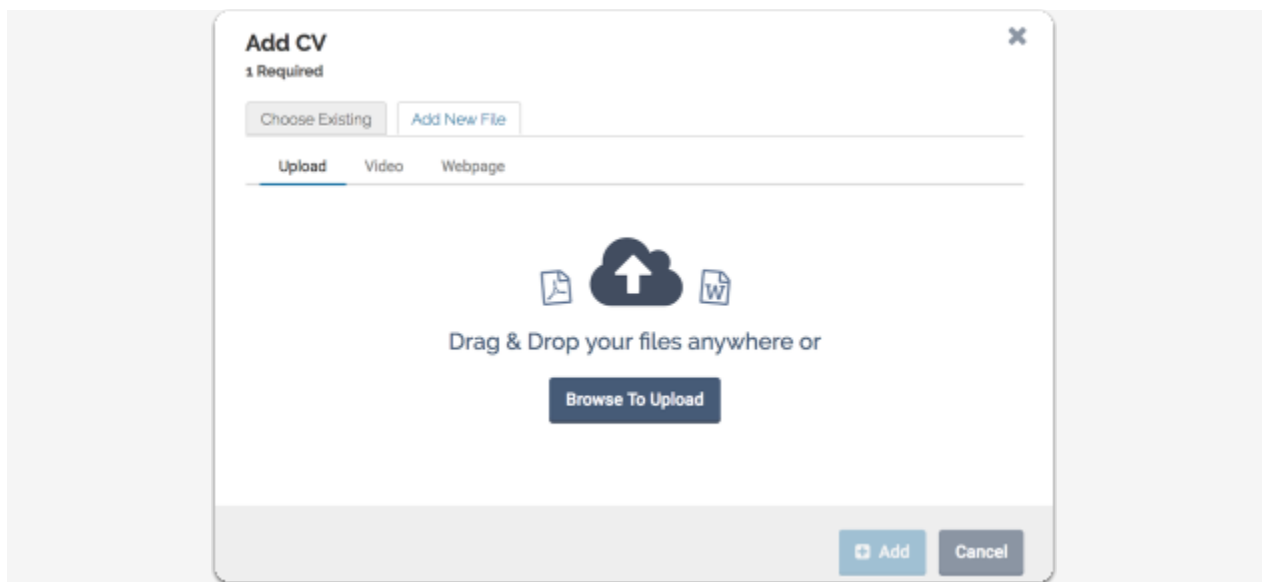 Add CV
1 Required
Choose Existing Add New File
Upload Video Webpage
W
Drag & Drop your files anywhere or
Browse To Upload
Add Cancel